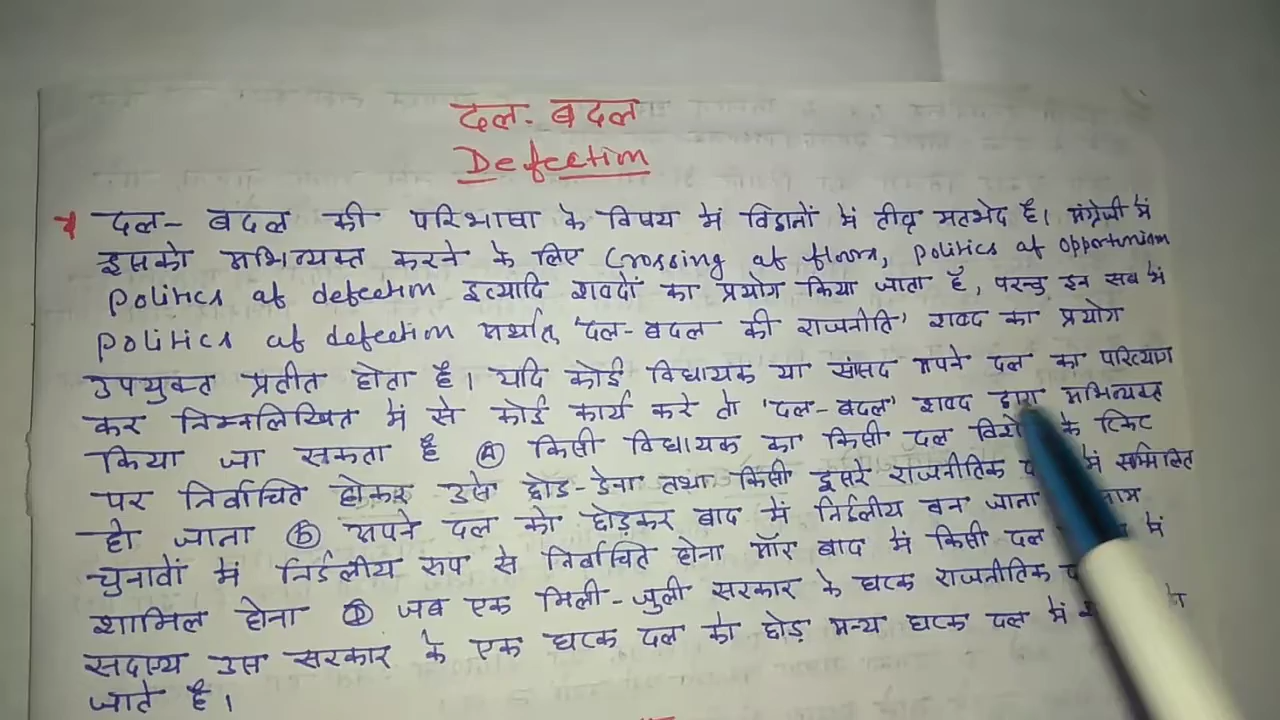 दल-बदल
Defection
दल-बदल की परिभाषा के विषय में विद्वानों में तीव्र मतभेद है। अंग्रेजी में
इसको अभिव्यक्त करने के लिए Crossing of floors, Politics of opportunism
Politics of defection इत्यादि शब्दों का प्रयोग किया जाता है, परन्तु इन सब में
Politics of defection अर्थात् 'दल-बदल की राजनीति' शब्द का प्रयोग
उपयुक्त प्रतीत होता है। यदि कोई विधायक या सांसद अपने दल का परित्याग
कर निम्नलिखित में से कोई कार्य करे तो 'दल-बदल' शब्द द्वारा अभिव्यक्त
किया जा सकता है (A) किसी विधायक का किसी दल के टिकट
पर निर्वाचित होकर उसे छोड़-देना तथा किसी दूसरे राजनीतिक में सम्मिलित
हो जाना (B) अपने दल को छोड़कर बाद में निर्दलीय बन जाना
चुनावों में निर्दलीय रूप से निर्वाचित होना और बाद में किसी दल में
शामिल होना (D) जब एक मिली-जुली सरकार के घटक राजनीतिक
सदस्य उस सरकार के एक घटक दल को छोड़ अन्य घटक दल में
जाते है।